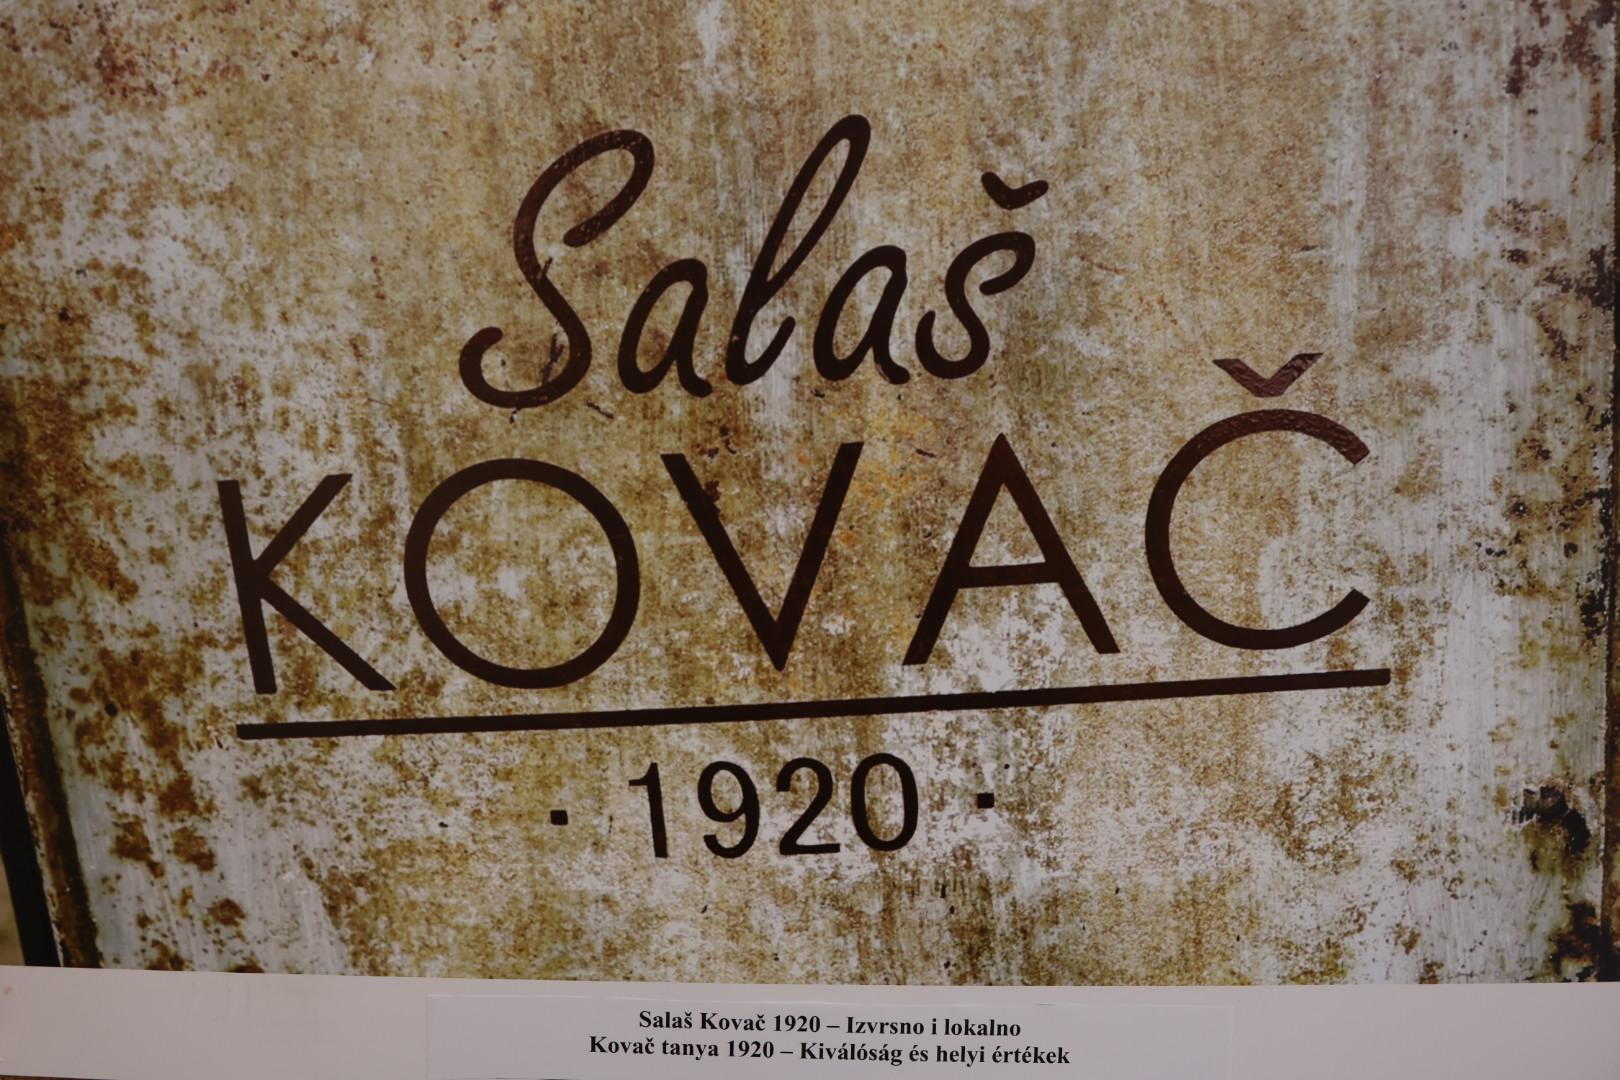 Salaš
KOVAČ
· 1920 ·
Salaš Kovač 1920 – Izvrsno i lokalno
Kovač tanya 1920 – Kiválóság és helyi értékek